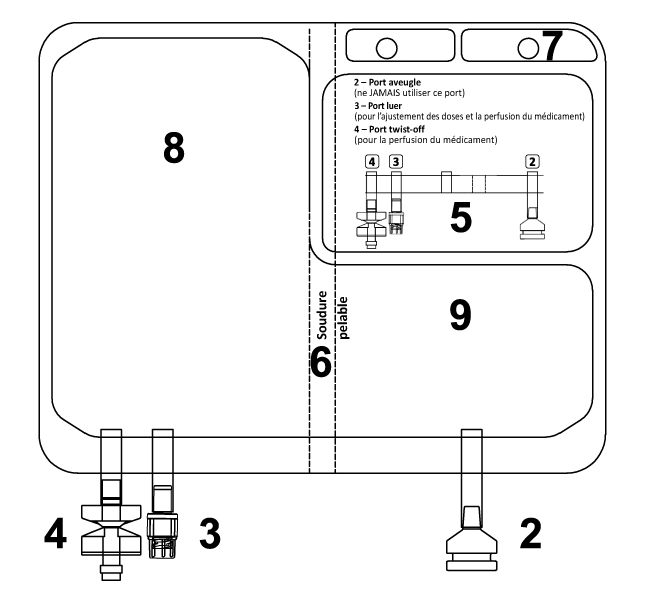 7
2 – Port aveugle
(ne JAMAIS utiliser ce port)
3 – Port luer
(pour l'ajustement des doses et la perfusion du médicament)
4 – Port twist-off
(pour la perfusion du médicament)
8
4 3 2
5
Soudure
pelable
9
6
4 3 2